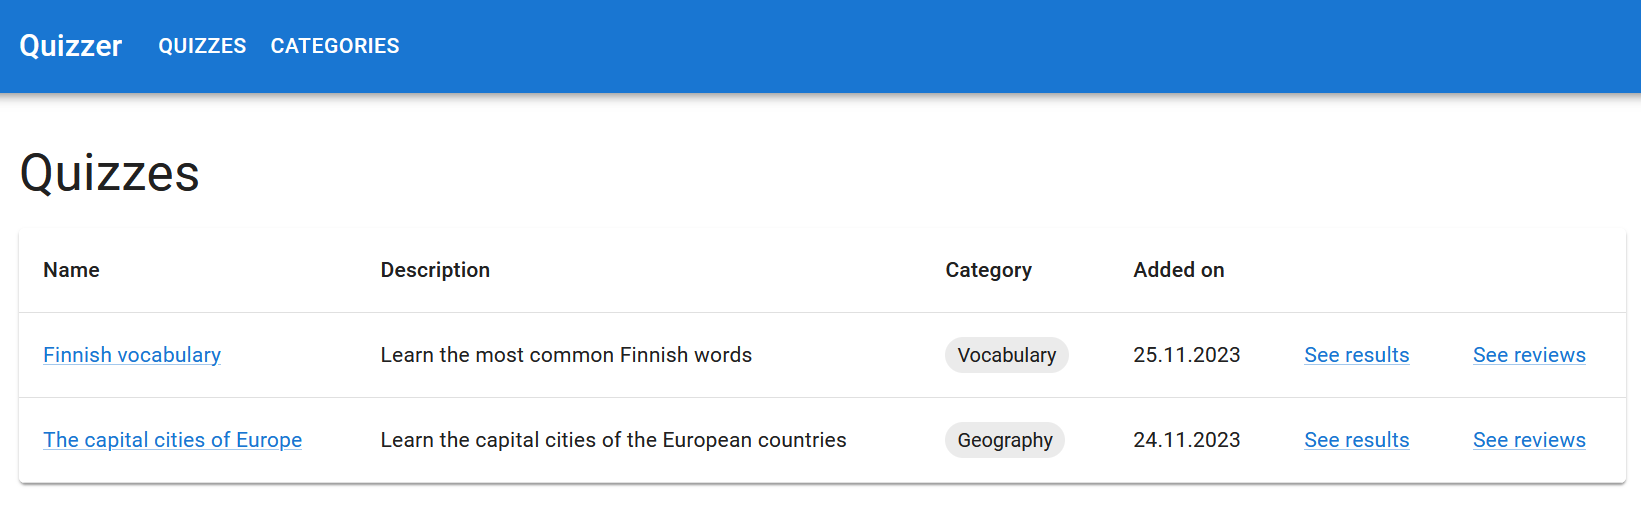 Quizzer QUIZZES CATEGORIES
Quizzes
Name Description Category Added on
Finnish vocabulary Learn the most common Finnish words Vocabulary 25.11.2023 See results See reviews
The capital cities of Europe Learn the capital cities of the European countries Geography 24.11.2023 See results See reviews